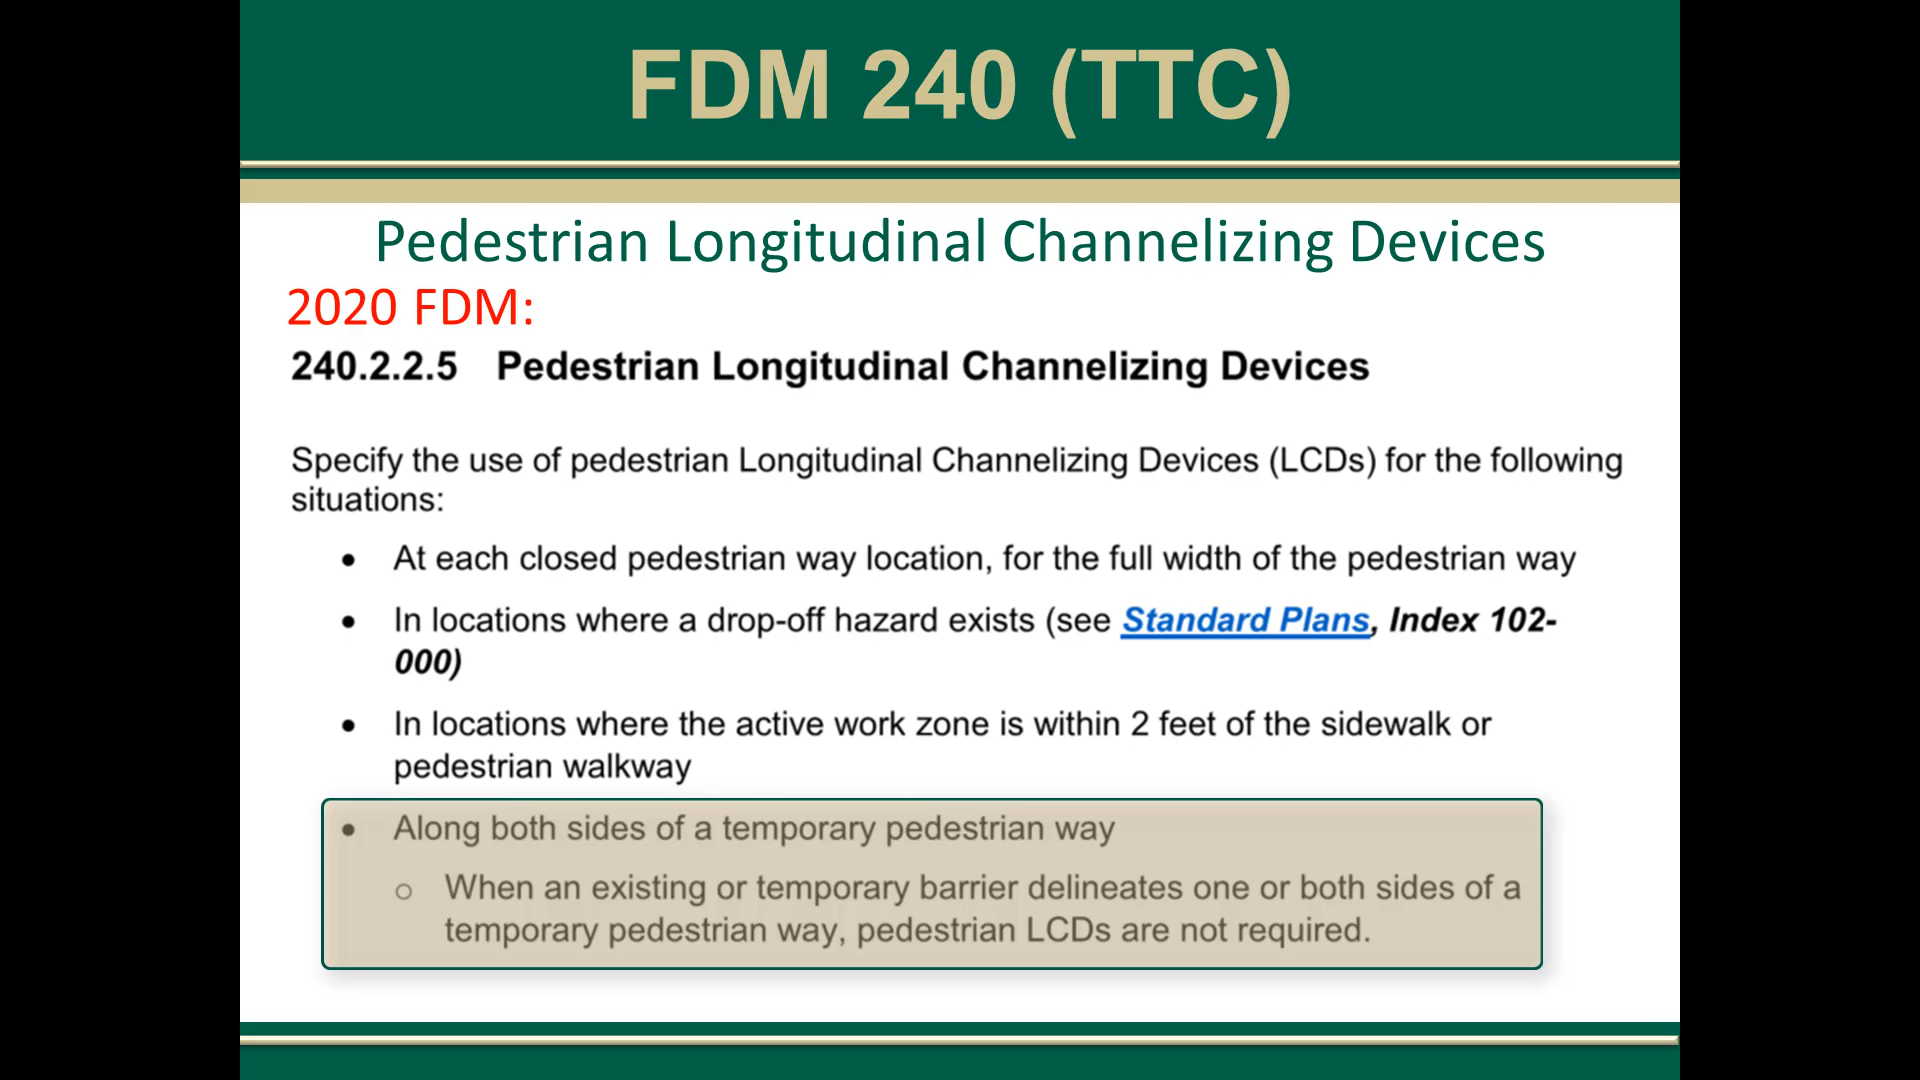 FDM 240 (TTC)
Pedestrian Longitudinal Channelizing Devices
2020 FDM:
240.2.2.5 Pedestrian Longitudinal Channelizing Devices
Specify the use of pedestrian Longitudinal Channelizing Devices (LCDs) for the following
situations:
• At each closed pedestrian way location, for the full width of the pedestrian way
• In locations where a drop-off hazard exists (see Standard Plans, Index 102-
000)
• In locations where the active work zone is within 2 feet of the sidewalk or
pedestrian walkway
• Along both sides of a temporary pedestrian way
○ When an existing or temporary barrier delineates one or both sides of a
temporary pedestrian way, pedestrian LCDs are not required.